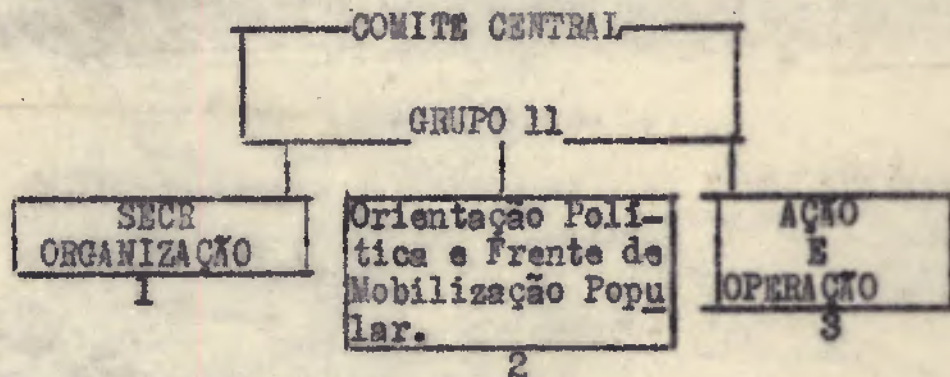 COMITE CENTRAL
GRUPO 11
SECR
ORGANIZAÇÃO
1
Orientação Polí-
tica e Frente de
Mobilização Popu
lar.
2
AÇÃO
E
OPERAÇÃO
3